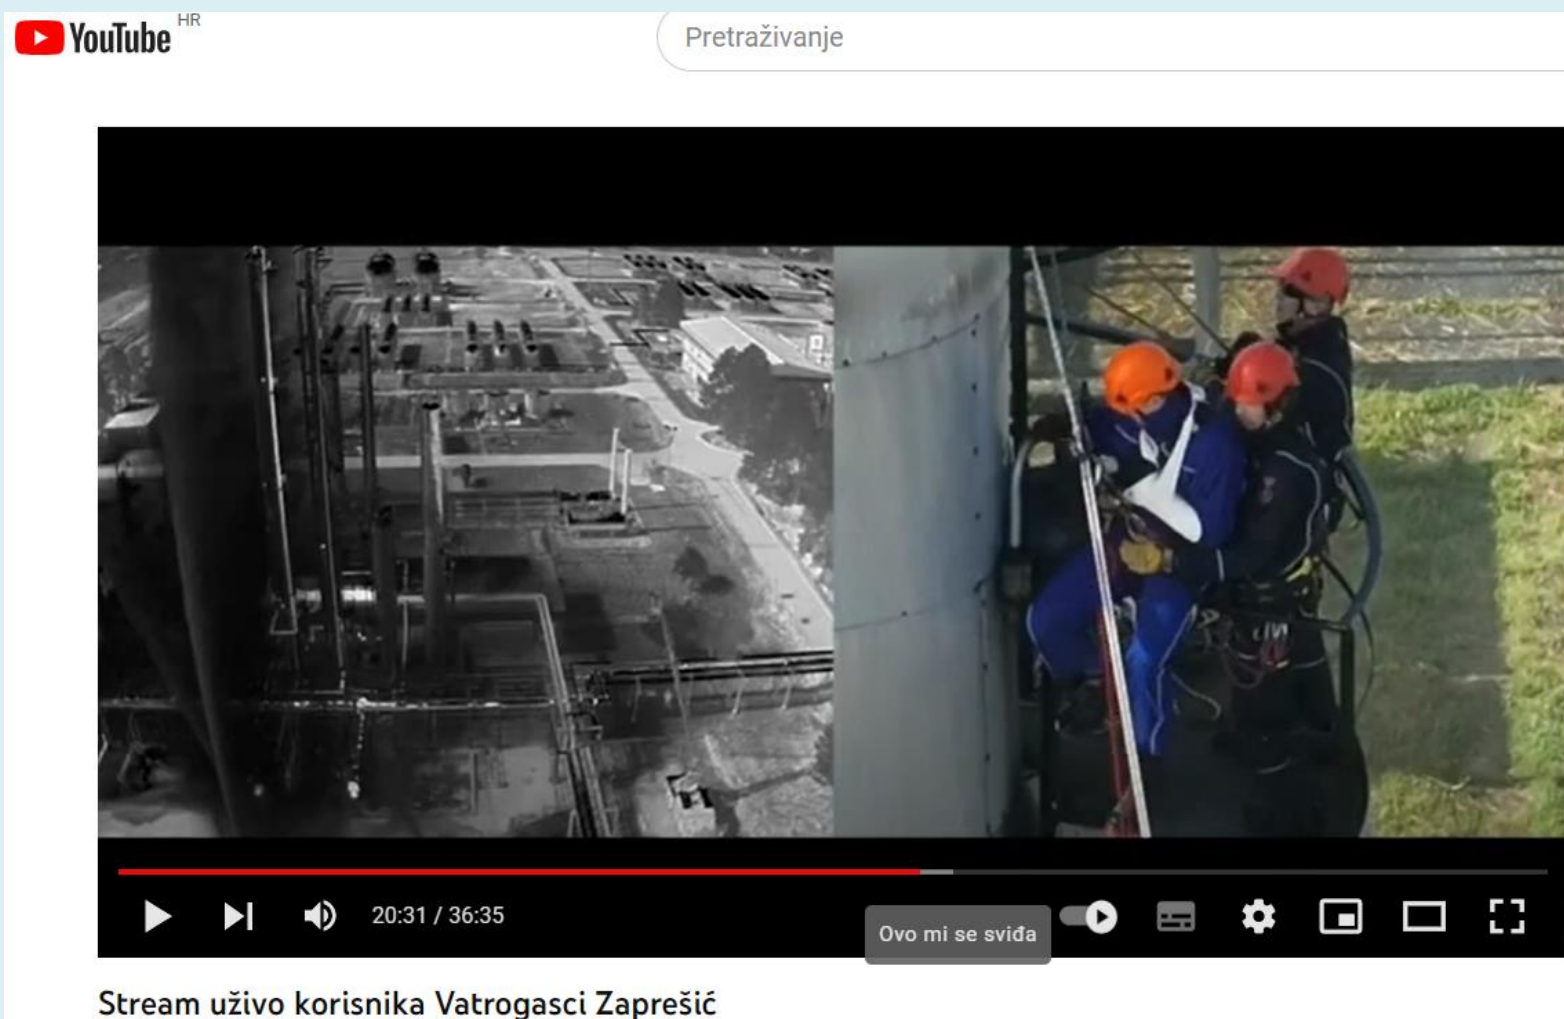 YouTube HR
Pretraživanje
20:31 / 36:35
Ovo mi se sviđa
Stream uživo korisnika Vatrogasci Zaprešić